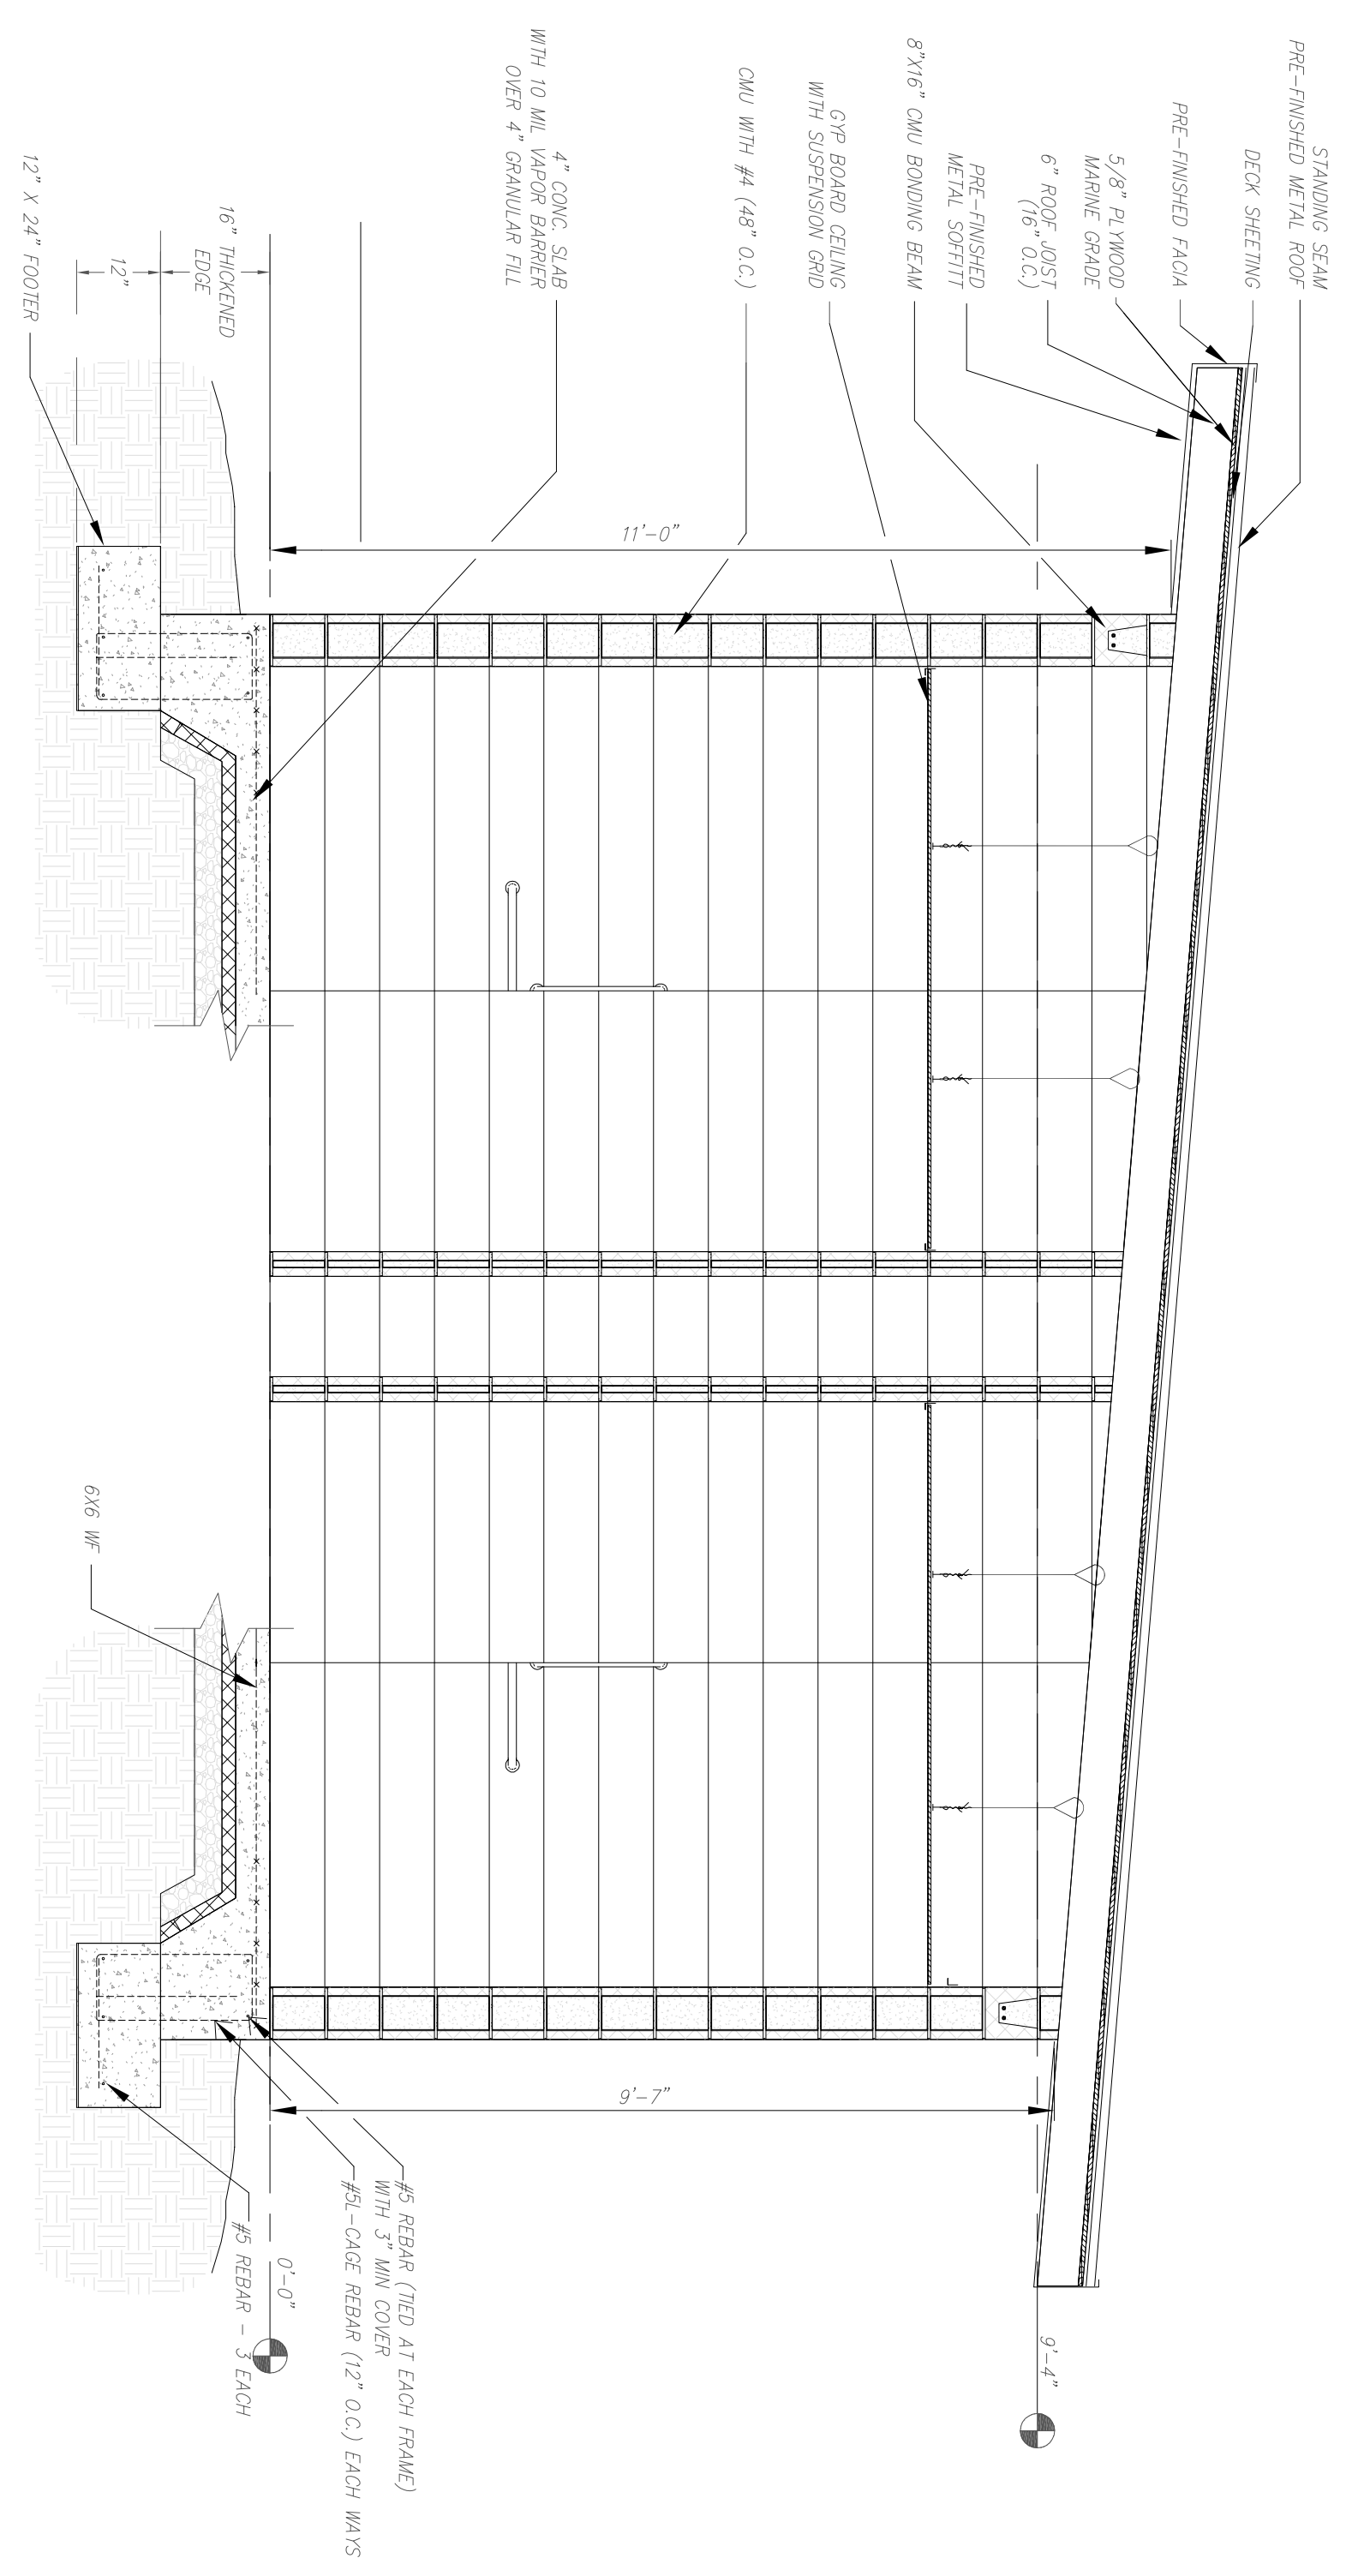 STANDING SEAM
PRE-FINISHED METAL ROOF
DECK SHEETING
PRE-FINISHED FACIA
5/8" PLYWOOD
MARINE GRADE
6" ROOF JOIST
(16" O.C.)
PRE-FINISHED
METAL SOFFITT
8"X16" CMU BONDING BEAM
GYP BOARD CEILING
WITH SUSPENSION GRID
CMU WITH #4 (48" O.C.)
4" CONC. SLAB
WITH 10 MIL VAPOR BARRIER
OVER 4" GRANULAR FILL
16" THICKENED
EDGE
12"
12" X 24" FOOTER
11'-0"
6X6 WF
9'-7"
9'-4"
0'-0"
#5 REBAR (TIED AT EACH FRAME)
WITH 3" MIN COVER
#5L-CAGE REBAR (12" O.C.) EACH WAYS
#5 REBAR - 3 EACH